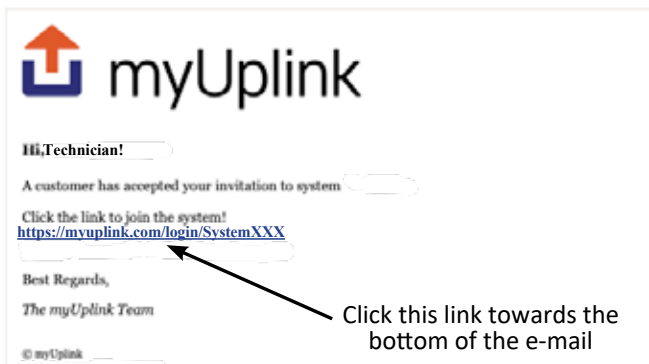 myUplink
Hi,Technician!
A customer has accepted your invitation to system
Click the link to join the system!
https://myuplink.com/login/SystemXXX
Best Regards,
The myUplink Team
Click this link towards the
bottom of the e-mail
© myUplink